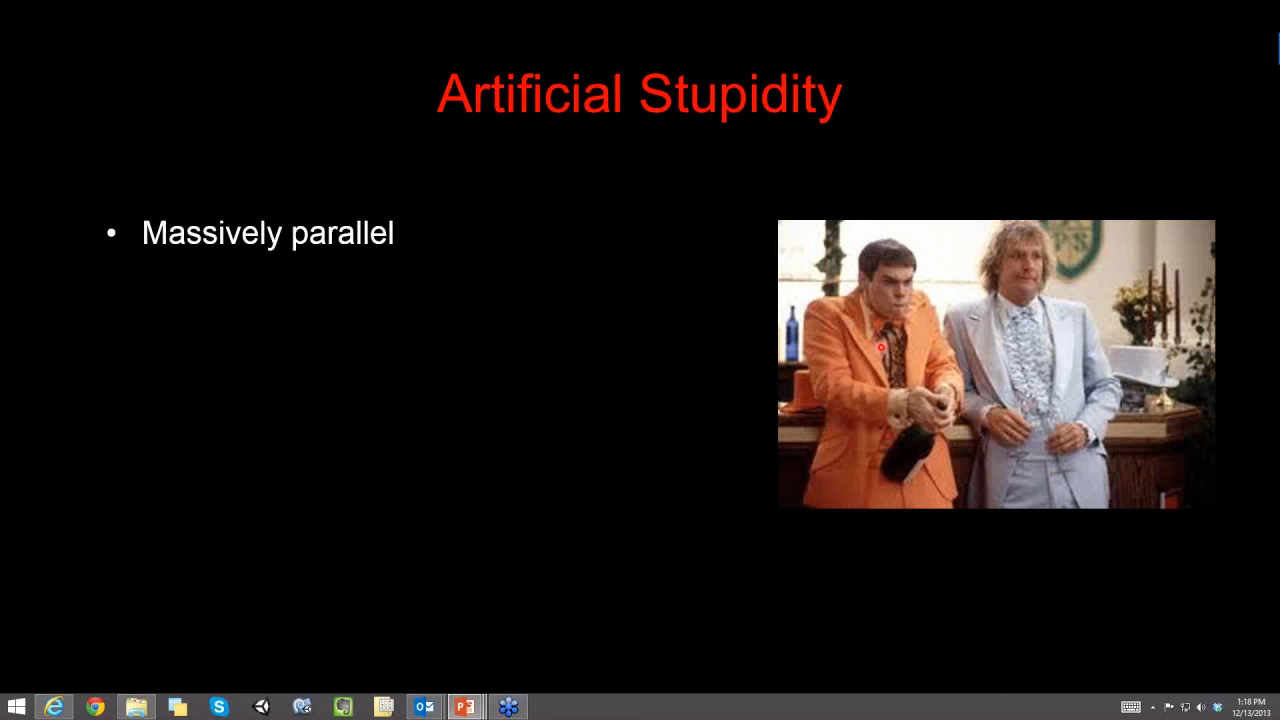 Artificial Stupidity
• Massively parallel
1:18 PM
12/13/2013